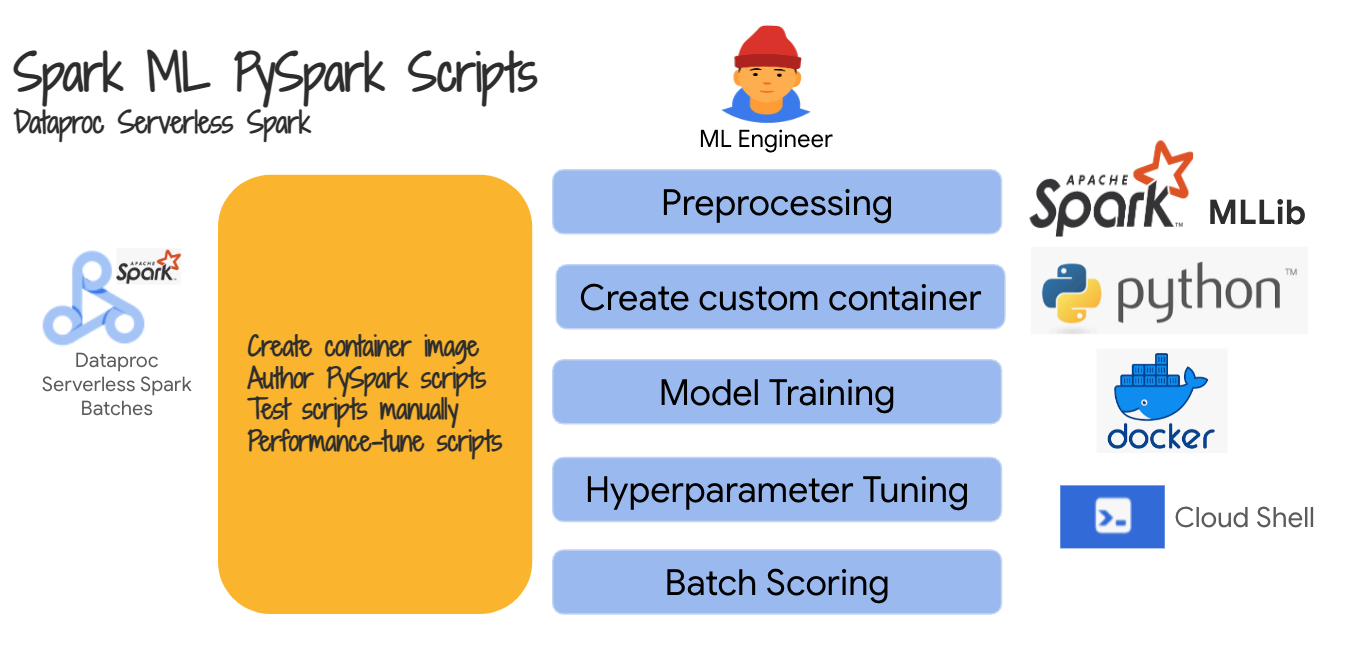 Spark ML PySpark Scripts
Dataproc Serverless Spark
ML Engineer
APACHE
Spark
Dataproc
Serverless Spark
Batches
Create container image
Author PySpark scripts
Test scripts manually
Performance-tune scripts
Preprocessing
Create custom container
Model Training
Hyperparameter Tuning
Batch Scoring
APACHE
Spark™ MLLib
python™
docker
Cloud Shell